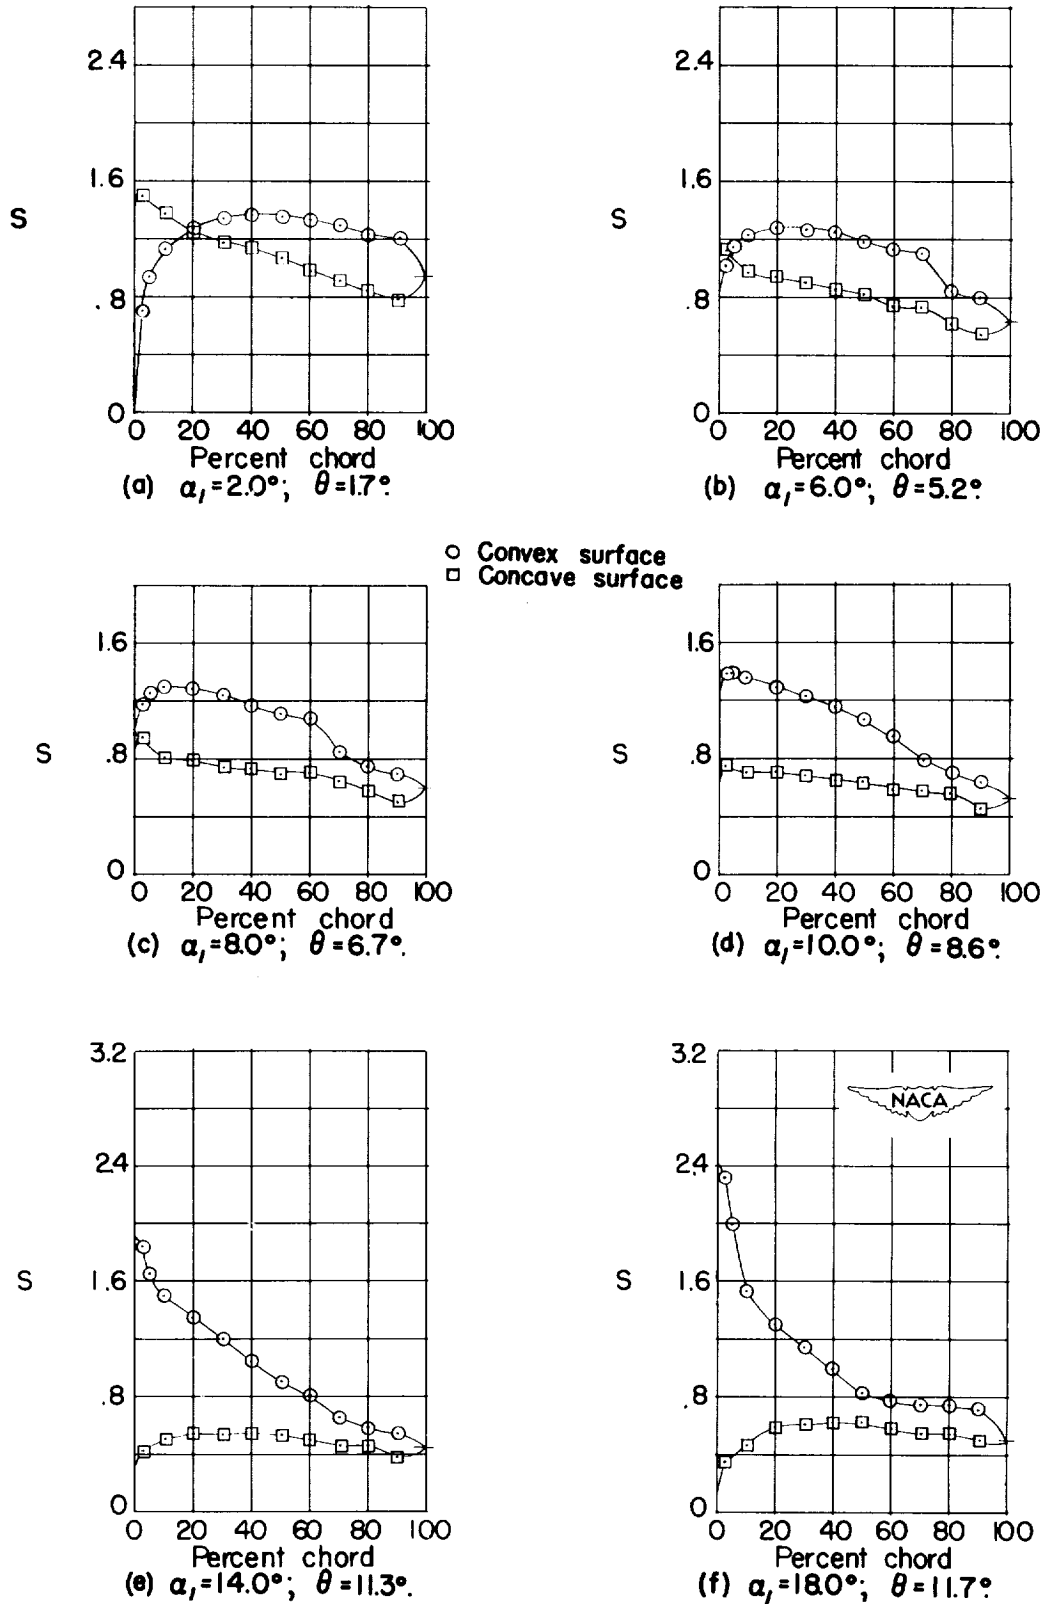 2.4
1.6
S
.8
0
0 20 40 60 80 100
Percent chord
(a) α₁=2.0°; θ=1.7°.
2.4
1.6
S
.8
0
0 20 40 60 80 100
Percent chord
(b) α₁=6.0°; θ=5.2°.
Convex surface
Concave surface
1.6
S
.8
0
0 20 40 60 80 100
Percent chord
(c) α₁=8.0°; θ=6.7°.
1.6
S
.8
0
0 20 40 60 80 100
Percent chord
(d) α₁=10.0°; θ=8.6°.
3.2
2.4
S
1.6
.8
0
0 20 40 60 80 100
Percent chord
(e) α₁=14.0°; θ=11.3°.
3.2
NACA
2.4
S
1.6
.8
0
0 20 40 60 80 100
Percent chord
(f) α₁=18.0°; θ=11.7°.